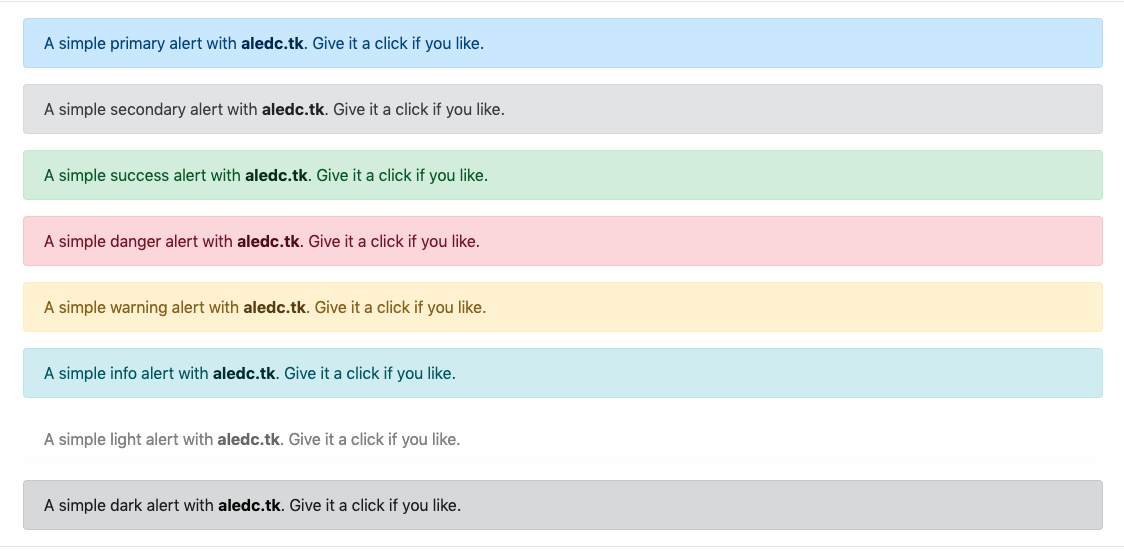 A simple primary alert with aledc.tk. Give it a click if you like.
A simple secondary alert with aledc.tk. Give it a click if you like.
A simple success alert with aledc.tk. Give it a click if you like.
A simple danger alert with aledc.tk. Give it a click if you like.
A simple warning alert with aledc.tk. Give it a click if you like.
A simple info alert with aledc.tk. Give it a click if you like.
A simple light alert with aledc.tk. Give it a click if you like.
A simple dark alert with aledc.tk. Give it a click if you like.